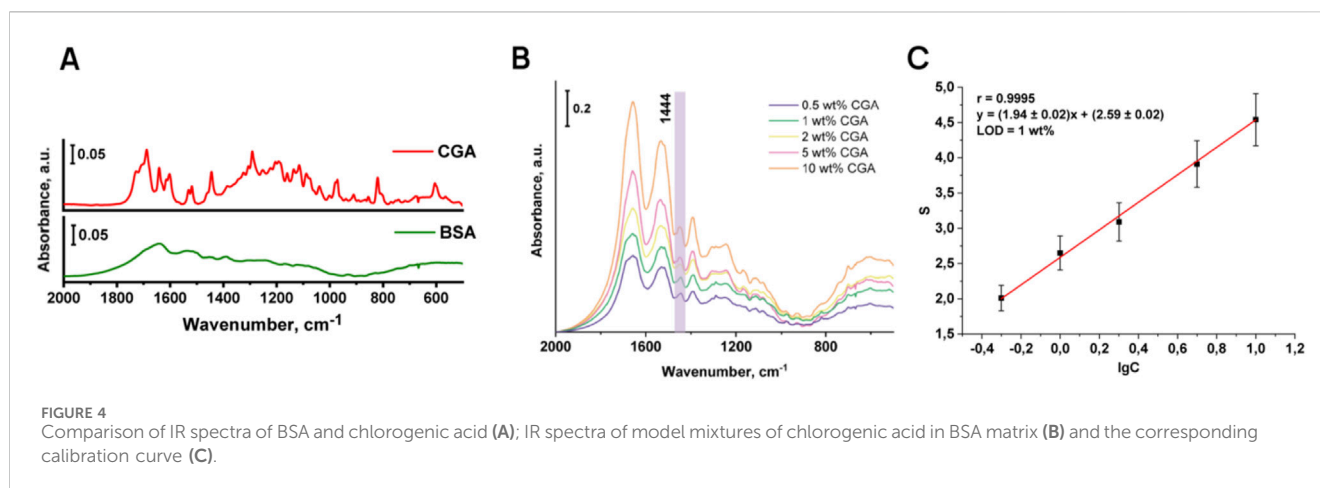 A
0.05
CGA
0.05
BSA
Absorbance, a.u.
2000 1800 1600 1400 1200 1000 800 600
Wavenumber, cm-1
B
0.2
1444
0.5 wt% CGA
1 wt% CGA
2 wt% CGA
5 wt% CGA
10 wt% CGA
Absorbance, a.u.
2000 1600 1200 800
Wavenumber, cm-1
C
r = 0.9995
y = (1.94 ± 0.02)x + (2.59 ± 0.02)
LOD = 1 wt%
S
5,0
4,5
4,0
3,5
3,0
2,5
2,0
1,5
-0,4 -0,2 0,0 0,2 0,4 0,6 0,8 1,0 1,2
lgC
FIGURE 4
Comparison of IR spectra of BSA and chlorogenic acid (A); IR spectra of model mixtures of chlorogenic acid in BSA matrix (B) and the corresponding
calibration curve (C).